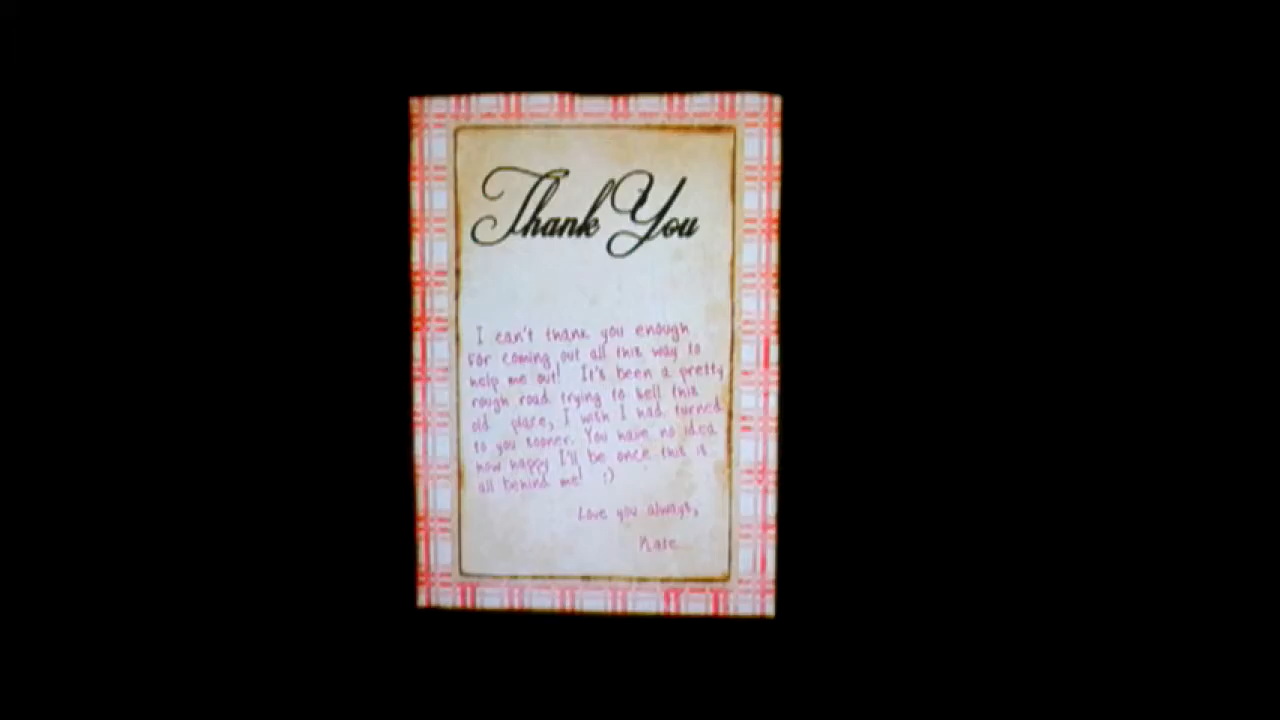 Thank You
I can't thank you enough
for coming out all this way to
help me out! It's been a pretty
rough road trying to sell this
old place, I wish I had turned
to you sooner. You have no idea
how happy I'll be once this is
all behind me! :)
Love you always,
Kate